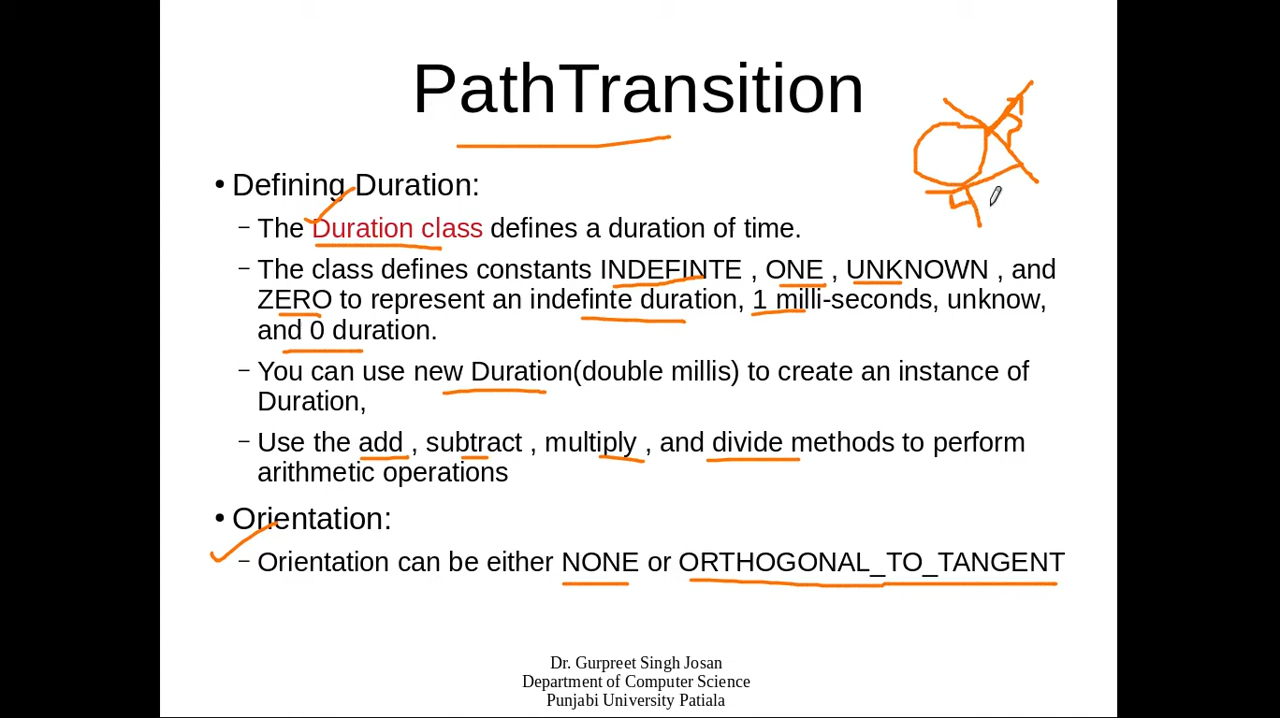 PathTransition
• Defining Duration:
– The Duration class defines a duration of time.
– The class defines constants INDEFINTE , ONE , UNKNOWN , and
ZERO to represent an indefinte duration, 1 milli-seconds, unknow,
and 0 duration.
– You can use new Duration(double millis) to create an instance of
Duration,
– Use the add , subtract , multiply , and divide methods to perform
arithmetic operations
• Orientation:
– Orientation can be either NONE or ORTHOGONAL_TO_TANGENT
Dr. Gurpreet Singh Josan
Department of Computer Science
Punjabi University Patiala